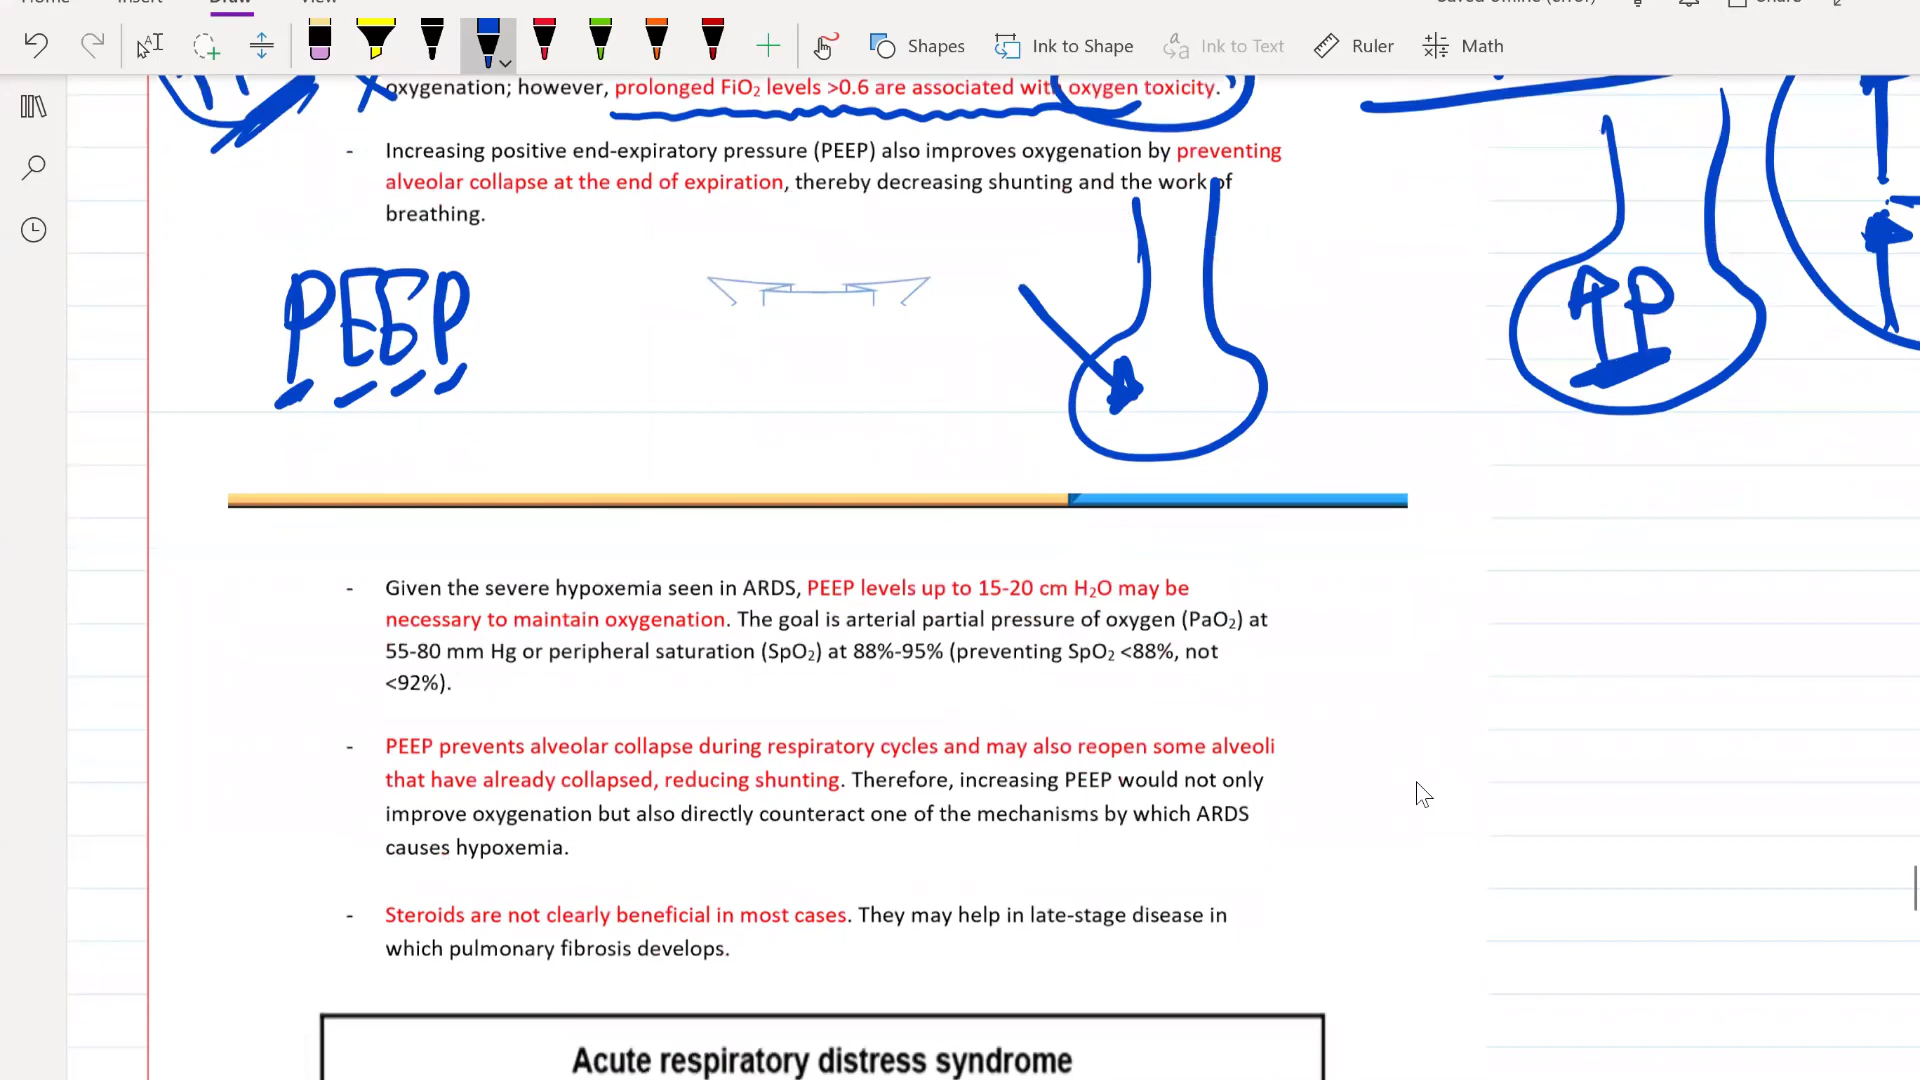 Draw
Shapes
Ink to Shape
Ink to Text
Ruler
Math
oxygenation; however, prolonged FiO₂ levels >0.6 are associated with oxygen toxicity.
- Increasing positive end-expiratory pressure (PEEP) also improves oxygenation by preventing
alveolar collapse at the end of expiration, thereby decreasing shunting and the work of
breathing.
PEEP
P
- Given the severe hypoxemia seen in ARDS, PEEP levels up to 15-20 cm H₂O may be
necessary to maintain oxygenation. The goal is arterial partial pressure of oxygen (PaO₂) at
55-80 mm Hg or peripheral saturation (SpO₂) at 88%-95% (preventing SpO₂ <88%, not
<92%).
- PEEP prevents alveolar collapse during respiratory cycles and may also reopen some alveoli
that have already collapsed, reducing shunting. Therefore, increasing PEEP would not only
improve oxygenation but also directly counteract one of the mechanisms by which ARDS
causes hypoxemia.
- Steroids are not clearly beneficial in most cases. They may help in late-stage disease in
which pulmonary fibrosis develops.
Acute respiratory distress syndrome